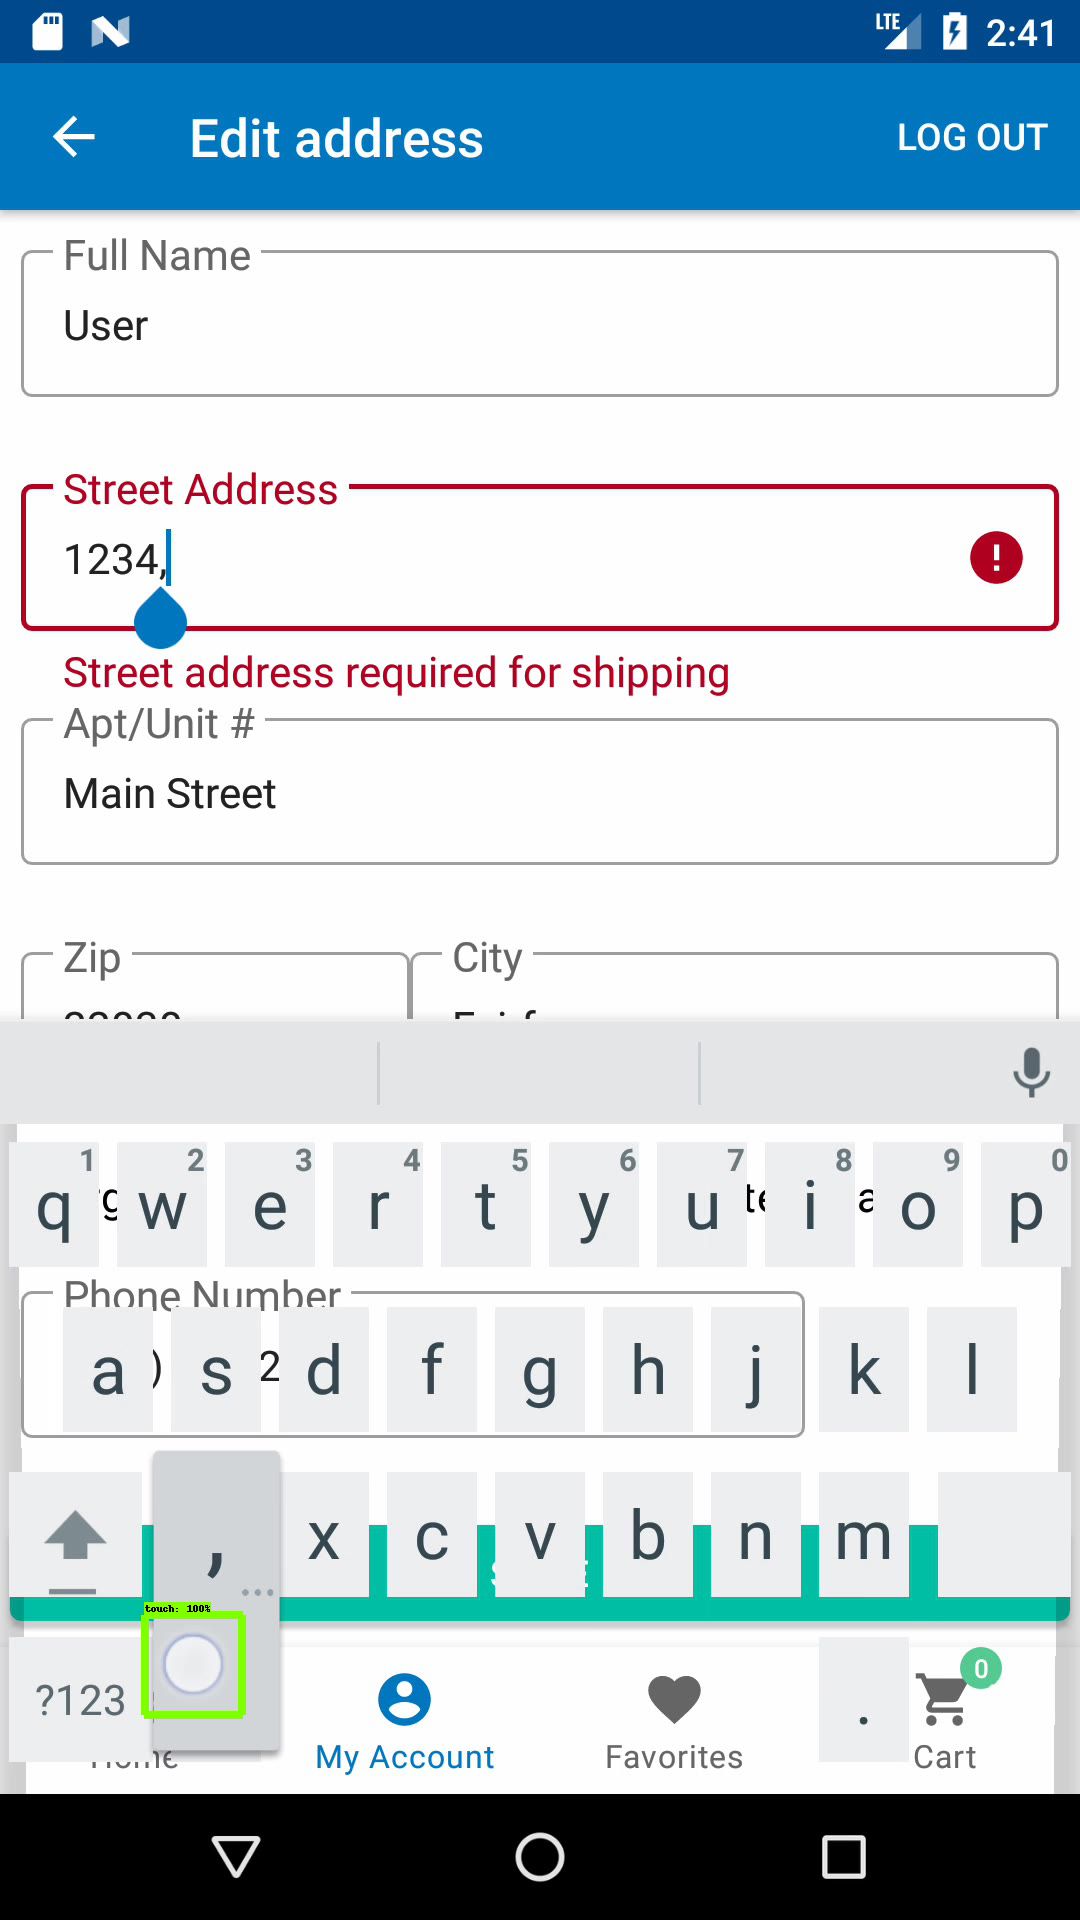 LTE 2:41
Edit address LOG OUT
Full Name
User
Street Address
1234,
!
Street address required for shipping
Apt/Unit #
Main Street
Zip City
1 2 3 4 5 6 7 8 9 0
q w e r t y u i o p
Phone Number
a s d f g h j k l
, x c v b n m
touch: 100%
?123 . 0
Home My Account Favorites Cart